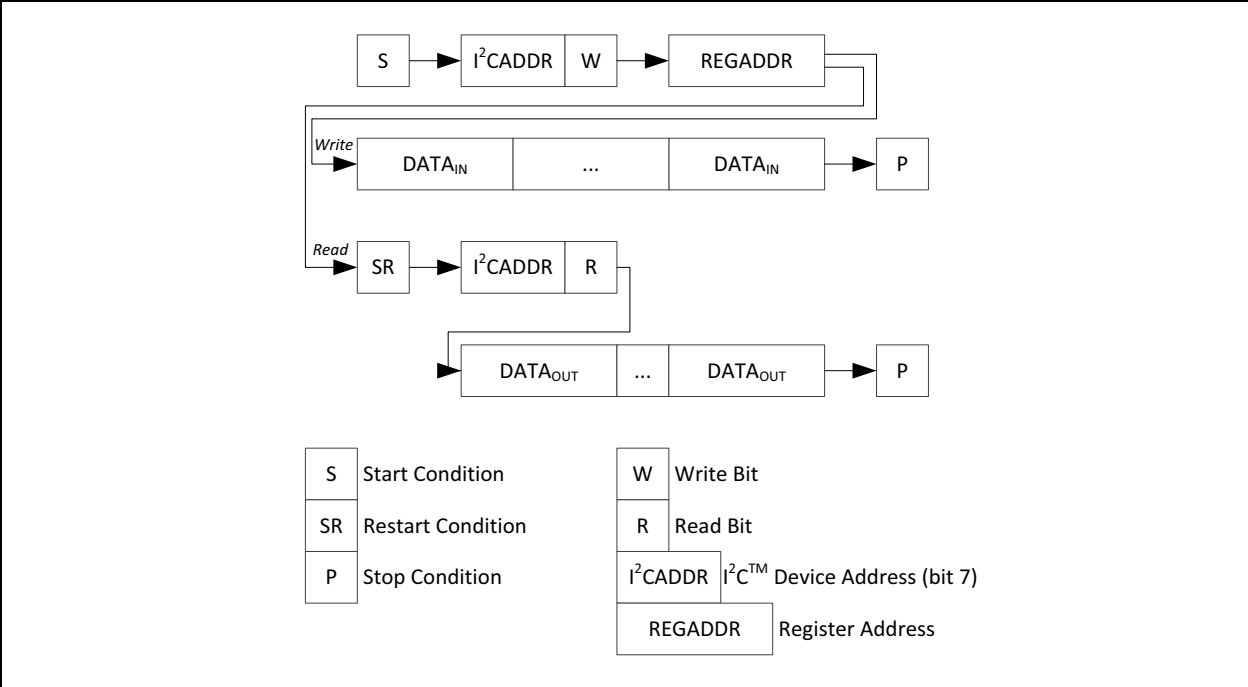 S I²CADDR W REGADDR
Write
DATA_IN ... DATA_IN P
Read
SR I²CADDR R
DATA_OUT ... DATA_OUT P
S Start Condition
SR Restart Condition
P Stop Condition
W Write Bit
R Read Bit
I²CADDR I²C™ Device Address (bit 7)
REGADDR Register Address